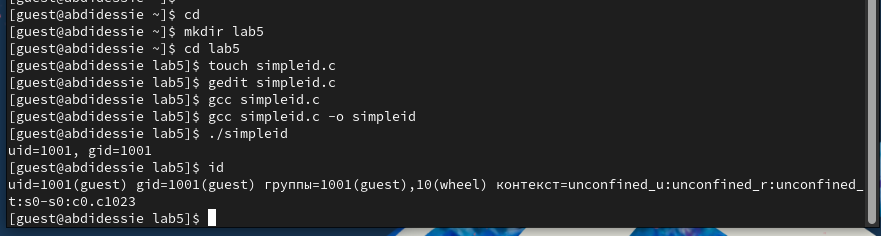 [guest@abdidessie ~]$ cd
[guest@abdidessie ~]$ mkdir lab5
[guest@abdidessie ~]$ cd lab5
[guest@abdidessie lab5]$ touch simpleid.c
[guest@abdidessie lab5]$ gedit simpleid.c
[guest@abdidessie lab5]$ gcc simpleid.c
[guest@abdidessie lab5]$ gcc simpleid.c -o simpleid
[guest@abdidessie lab5]$ ./simpleid
uid=1001, gid=1001
[guest@abdidessie lab5]$ id
uid=1001(guest) gid=1001(guest) группы=1001(guest),10(wheel) контекст=unconfined_u:unconfined_r:unconfined_
t:s0-s0:c0.c1023
[guest@abdidessie lab5]$